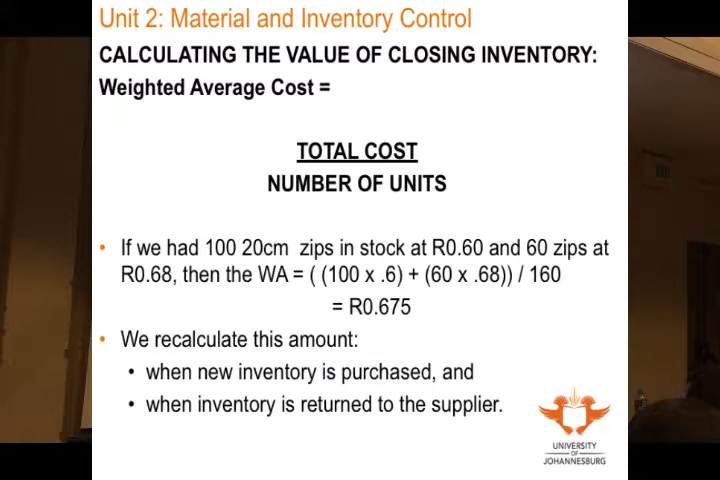 Unit 2: Material and Inventory Control
CALCULATING THE VALUE OF CLOSING INVENTORY:
Weighted Average Cost =
TOTAL COST
NUMBER OF UNITS
• If we had 100 20cm zips in stock at R0.60 and 60 zips at
R0.68, then the WA = ( (100 x .6) + (60 x .68)) / 160
= R0.675
• We recalculate this amount:
• when new inventory is purchased, and
• when inventory is returned to the supplier.
UNIVERSITY
OF
JOHANNESBURG